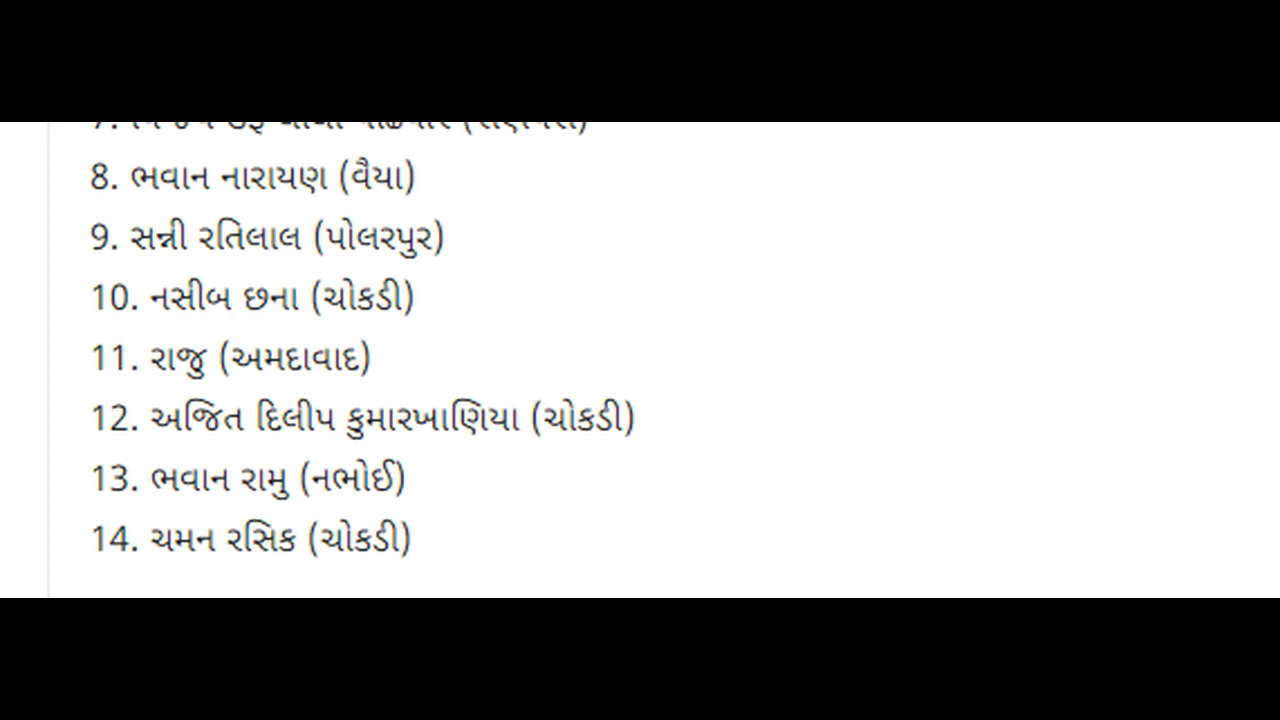 8. ભવાન નારાયણ (વૈયા)
9. સન્ની રતિલાલ (પોલરપુર)
10. નસીબ છના (ચોકડી)
11. રાજુ (અમદાવાદ)
12. અજિત દિલીપ કુમારખાણિયા (ચોકડી)
13. ભવાન રામુ (નભોઈ)
14. ચમન રસિક (ચોકડી)